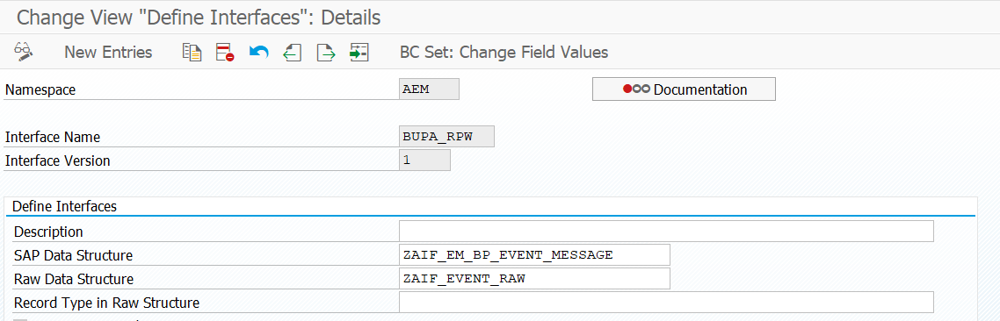 Change View "Define Interfaces": Details
New Entries BC Set: Change Field Values
Namespace AEM Documentation
Interface Name BUPA_RPW
Interface Version 1
Define Interfaces
Description
SAP Data Structure ZAIF_EM_BP_EVENT_MESSAGE
Raw Data Structure ZAIF_EVENT_RAW
Record Type in Raw Structure